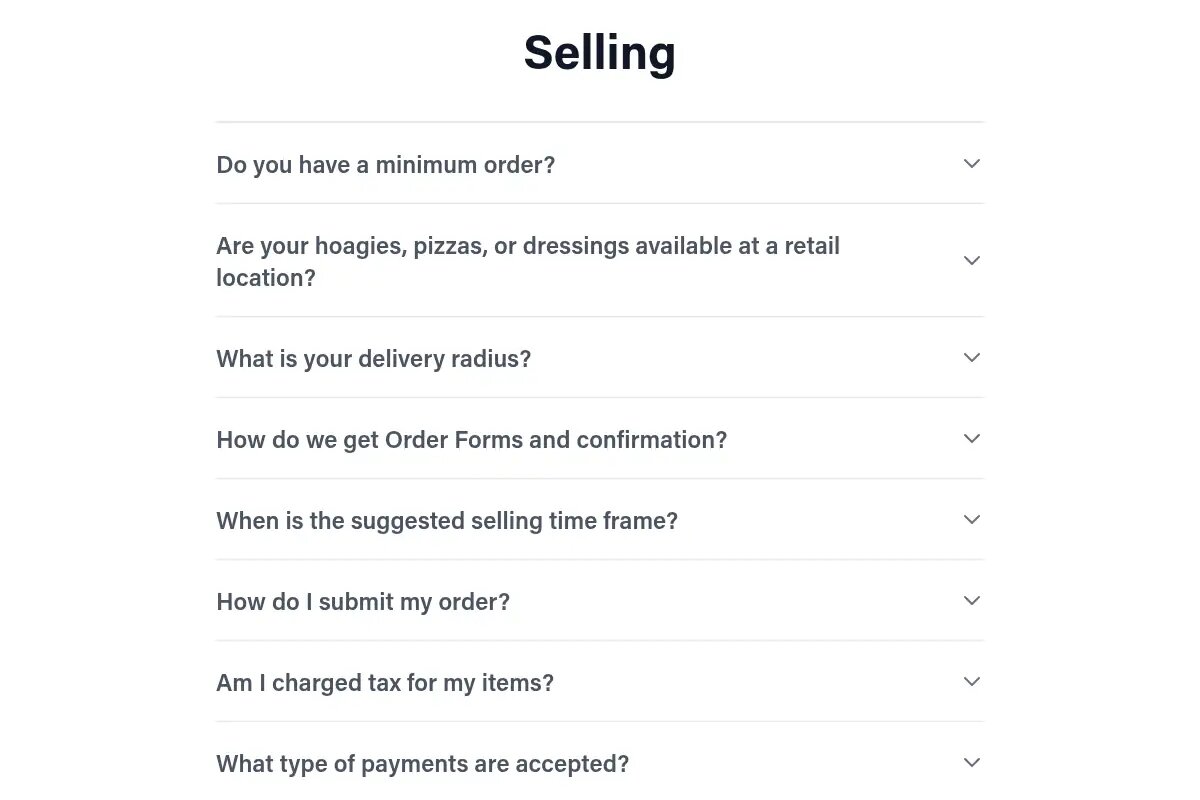 Selling
Do you have a minimum order?
Are your hoagies, pizzas, or dressings available at a retail
location?
What is your delivery radius?
How do we get Order Forms and confirmation?
When is the suggested selling time frame?
How do I submit my order?
Am I charged tax for my items?
What type of payments are accepted?